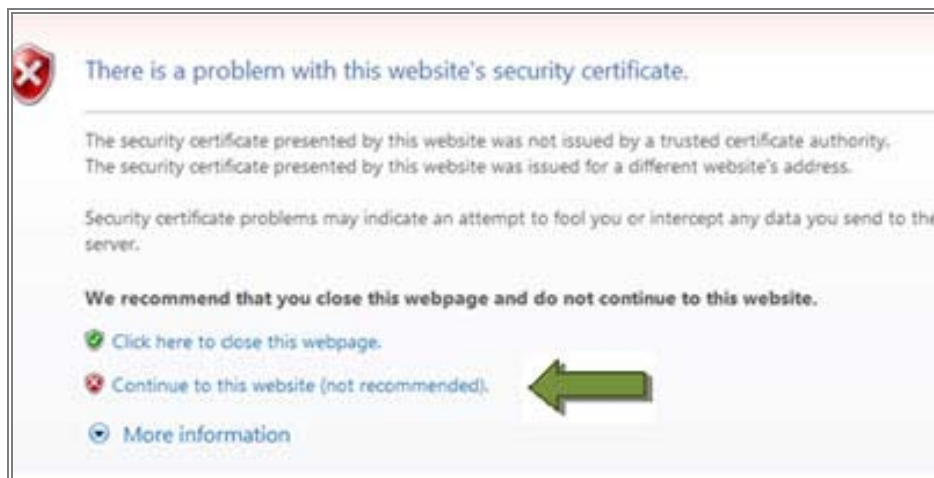 There is a problem with this website's security certificate.
The security certificate presented by this website was not issued by a trusted certificate authority.
The security certificate presented by this website was issued for a different website's address.
Security certificate problems may indicate an attempt to fool you or intercept any data you send to the
server.
We recommend that you close this webpage and do not continue to this website.
Click here to close this webpage.
Continue to this website (not recommended).
More information